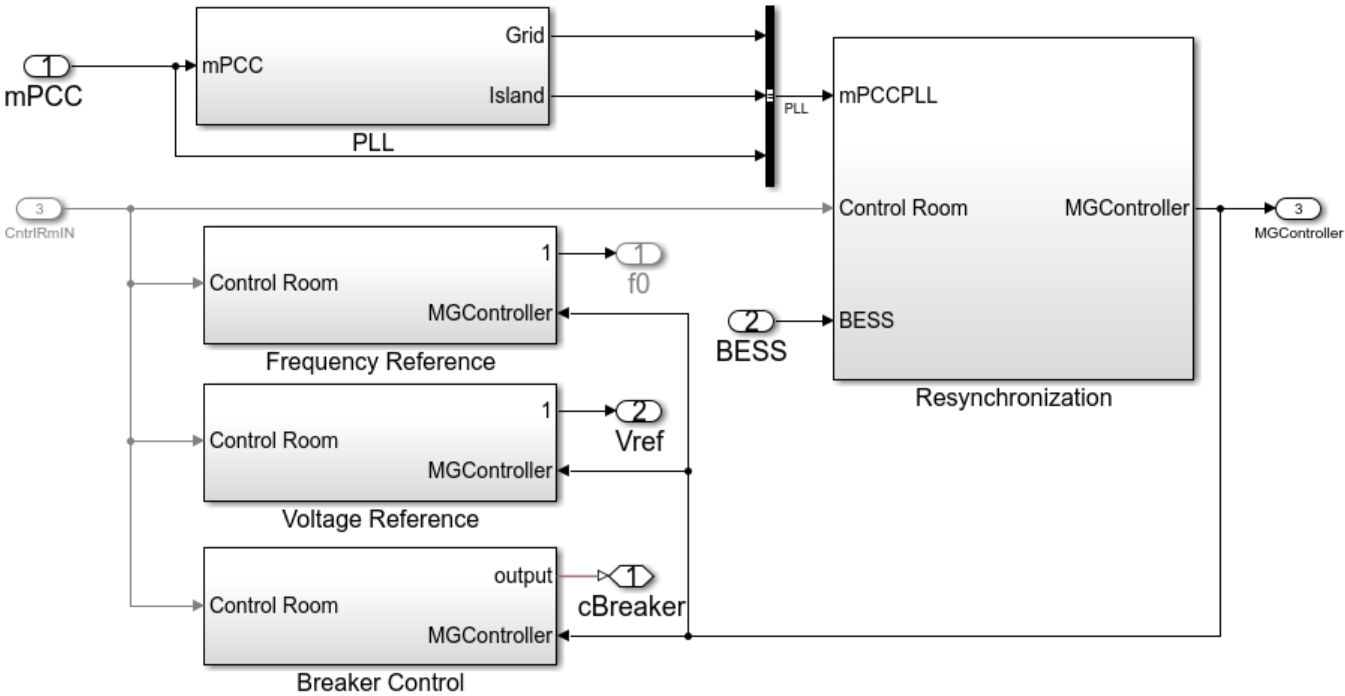 Grid
1
mPCC
mPCC
Island
PLL
PLL
mPCCPLL
3
CntrlRmIN
Control Room
MGController
3
MGController
1
1
f0
Control Room
MGController
Frequency Reference
2
BESS
BESS
Resynchronization
1
2
Vref
Control Room
MGController
Voltage Reference
output
1
cBreaker
Control Room
MGController
Breaker Control